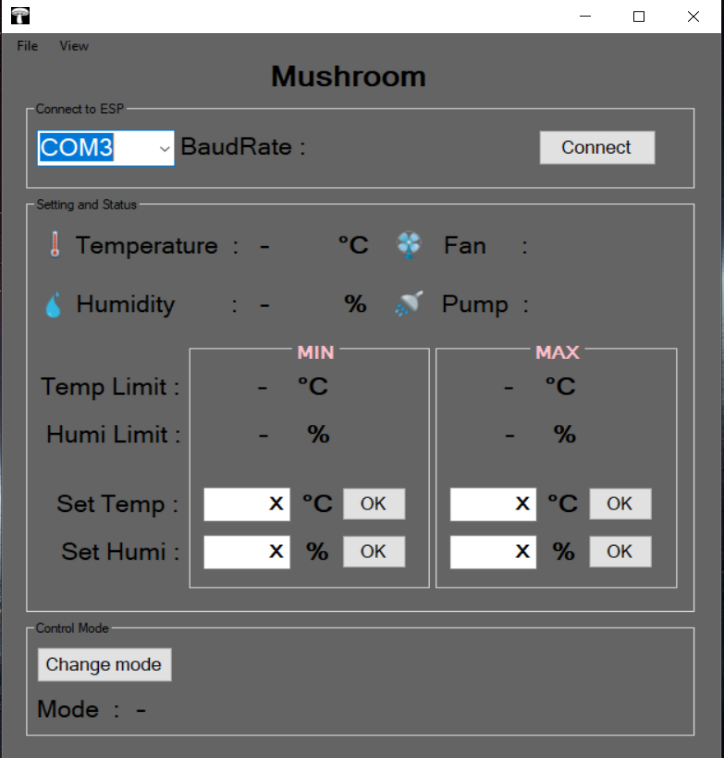 File View
Mushroom
Connect to ESP
COM3 BaudRate : Connect
Setting and Status
Temperature : - °C Fan :
Humidity : - % Pump :
MIN MAX
Temp Limit : - °C - °C
Humi Limit : - % - %
Set Temp : X °C OK X °C OK
Set Humi : X % OK X % OK
Control Mode
Change mode
Mode : -